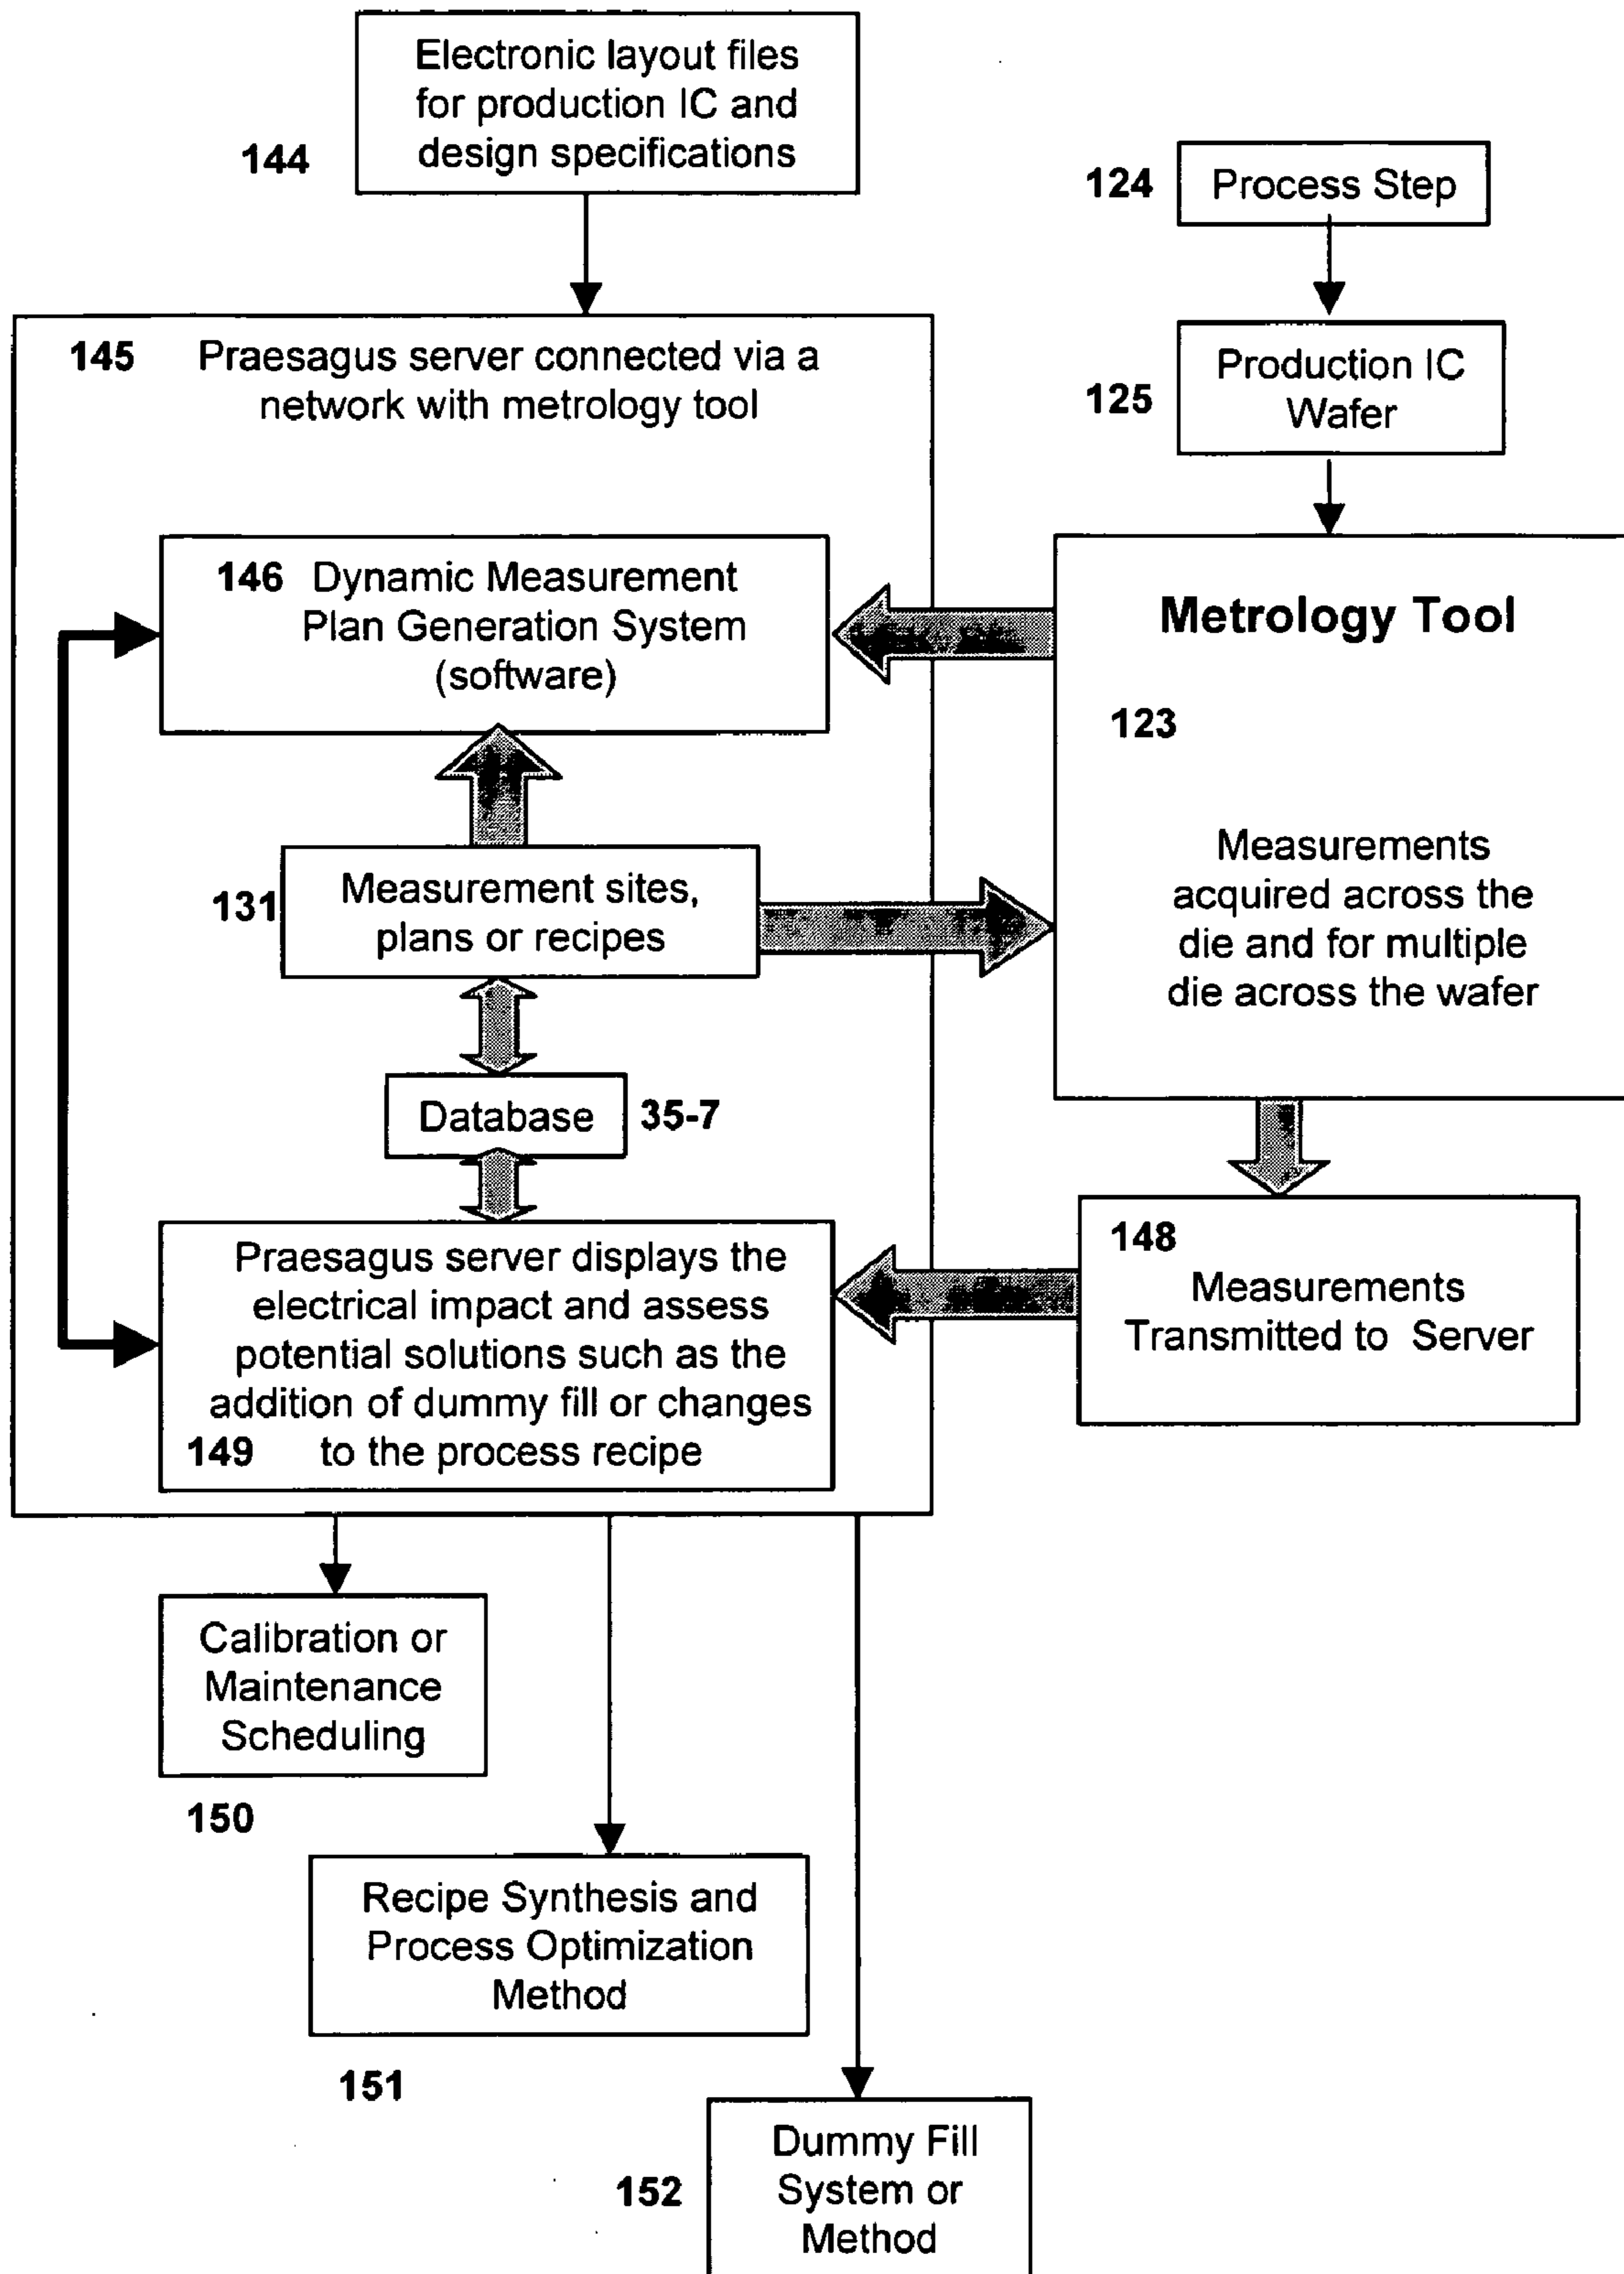 Electronic layout files
for production IC and
design specifications
144
124
Process Step
125
Production IC
Wafer
145 Praesagus server connected via a
network with metrology tool
146 Dynamic Measurement
Plan Generation System
(software)
Metrology Tool
123
Measurements
acquired across the
die and for multiple
die across the wafer
131
Measurement sites,
plans or recipes
Database
35-7
148
Measurements
Transmitted to Server
Praesagus server displays the
electrical impact and assess
potential solutions such as the
addition of dummy fill or changes
149 to the process recipe
Calibration or
Maintenance
Scheduling
150
Recipe Synthesis and
Process Optimization
Method
151
152
Dummy Fill
System or
Method